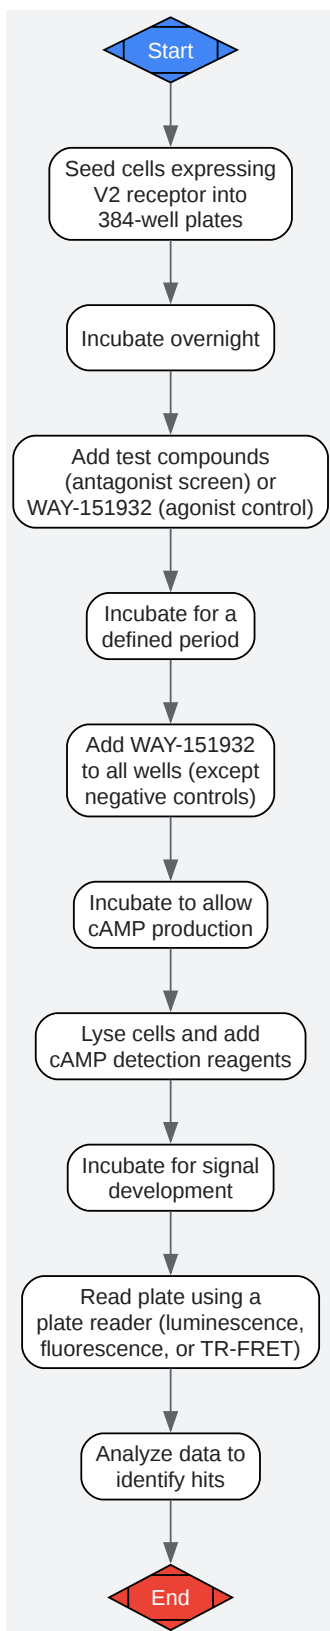 Start
Seed cells expressing
V2 receptor into
384-well plates
Incubate overnight
Add test compounds
(antagonist screen) or
WAY-151932 (agonist control)
Incubate for a
defined period
Add WAY-151932
to all wells (except
negative controls)
Incubate to allow
cAMP production
Lyse cells and add
cAMP detection reagents
Incubate for signal
development
Read plate using a
plate reader (luminescence,
fluorescence, or TR-FRET)
Analyze data to
identify hits
End